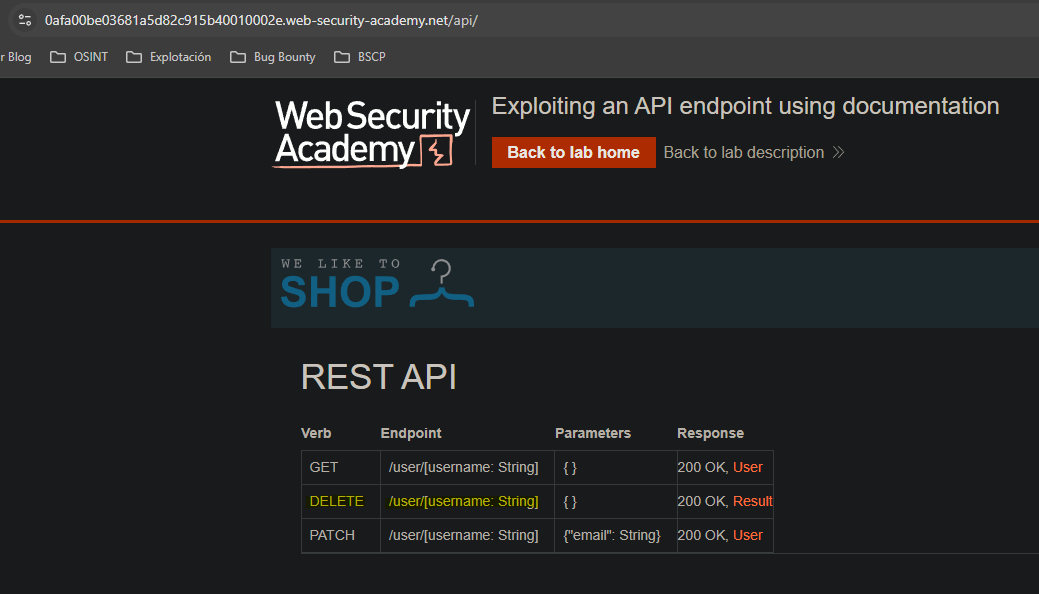 0afa00be03681a5d82c915b40010002e.web-security-academy.net/api/
r Blog OSINT Explotación Bug Bounty BSCP
WebSecurity
Academy
Exploiting an API endpoint using documentation
Back to lab home Back to lab description
WE LIKE TO
SHOP
REST API
Verb Endpoint Parameters Response
GET /user/[username: String] { } 200 OK, User
DELETE /user/[username: String] { } 200 OK, Result
PATCH /user/[username: String] {"email": String} 200 OK, User